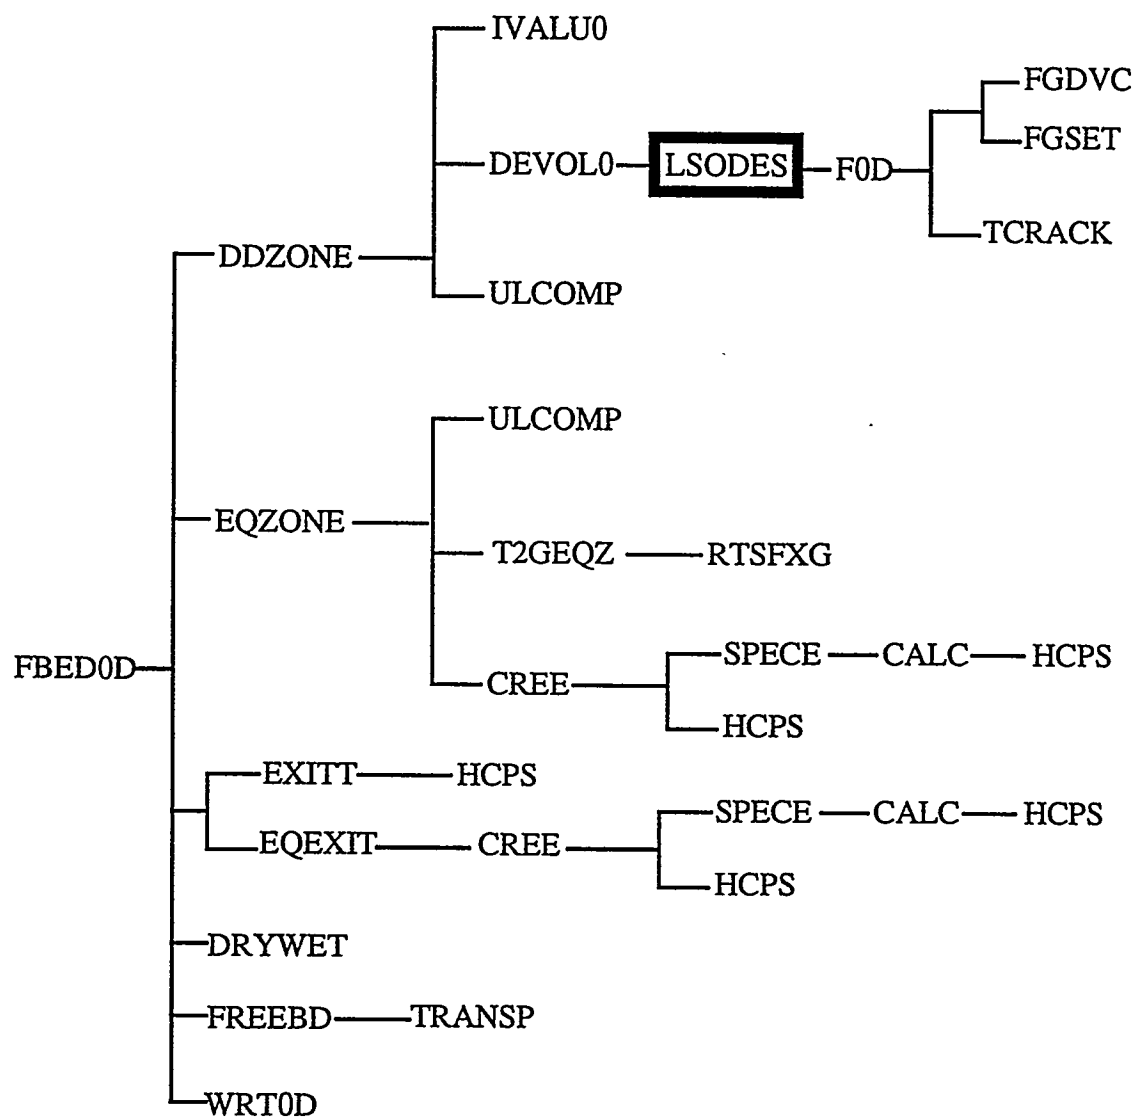 IVALU0
FGDVC
FGSET
DEVOL0
LSODES
F0D
TCRACK
DDZONE
ULCOMP
ULCOMP
EQZONE
T2GEQZ
RTSFXG
FBED0D
SPECE
CALC
HCPS
CREE
HCPS
EXITT
HCPS
SPECE
CALC
HCPS
EQEXIT
CREE
HCPS
DRYWET
FREEBD
TRANSP
WRT0D